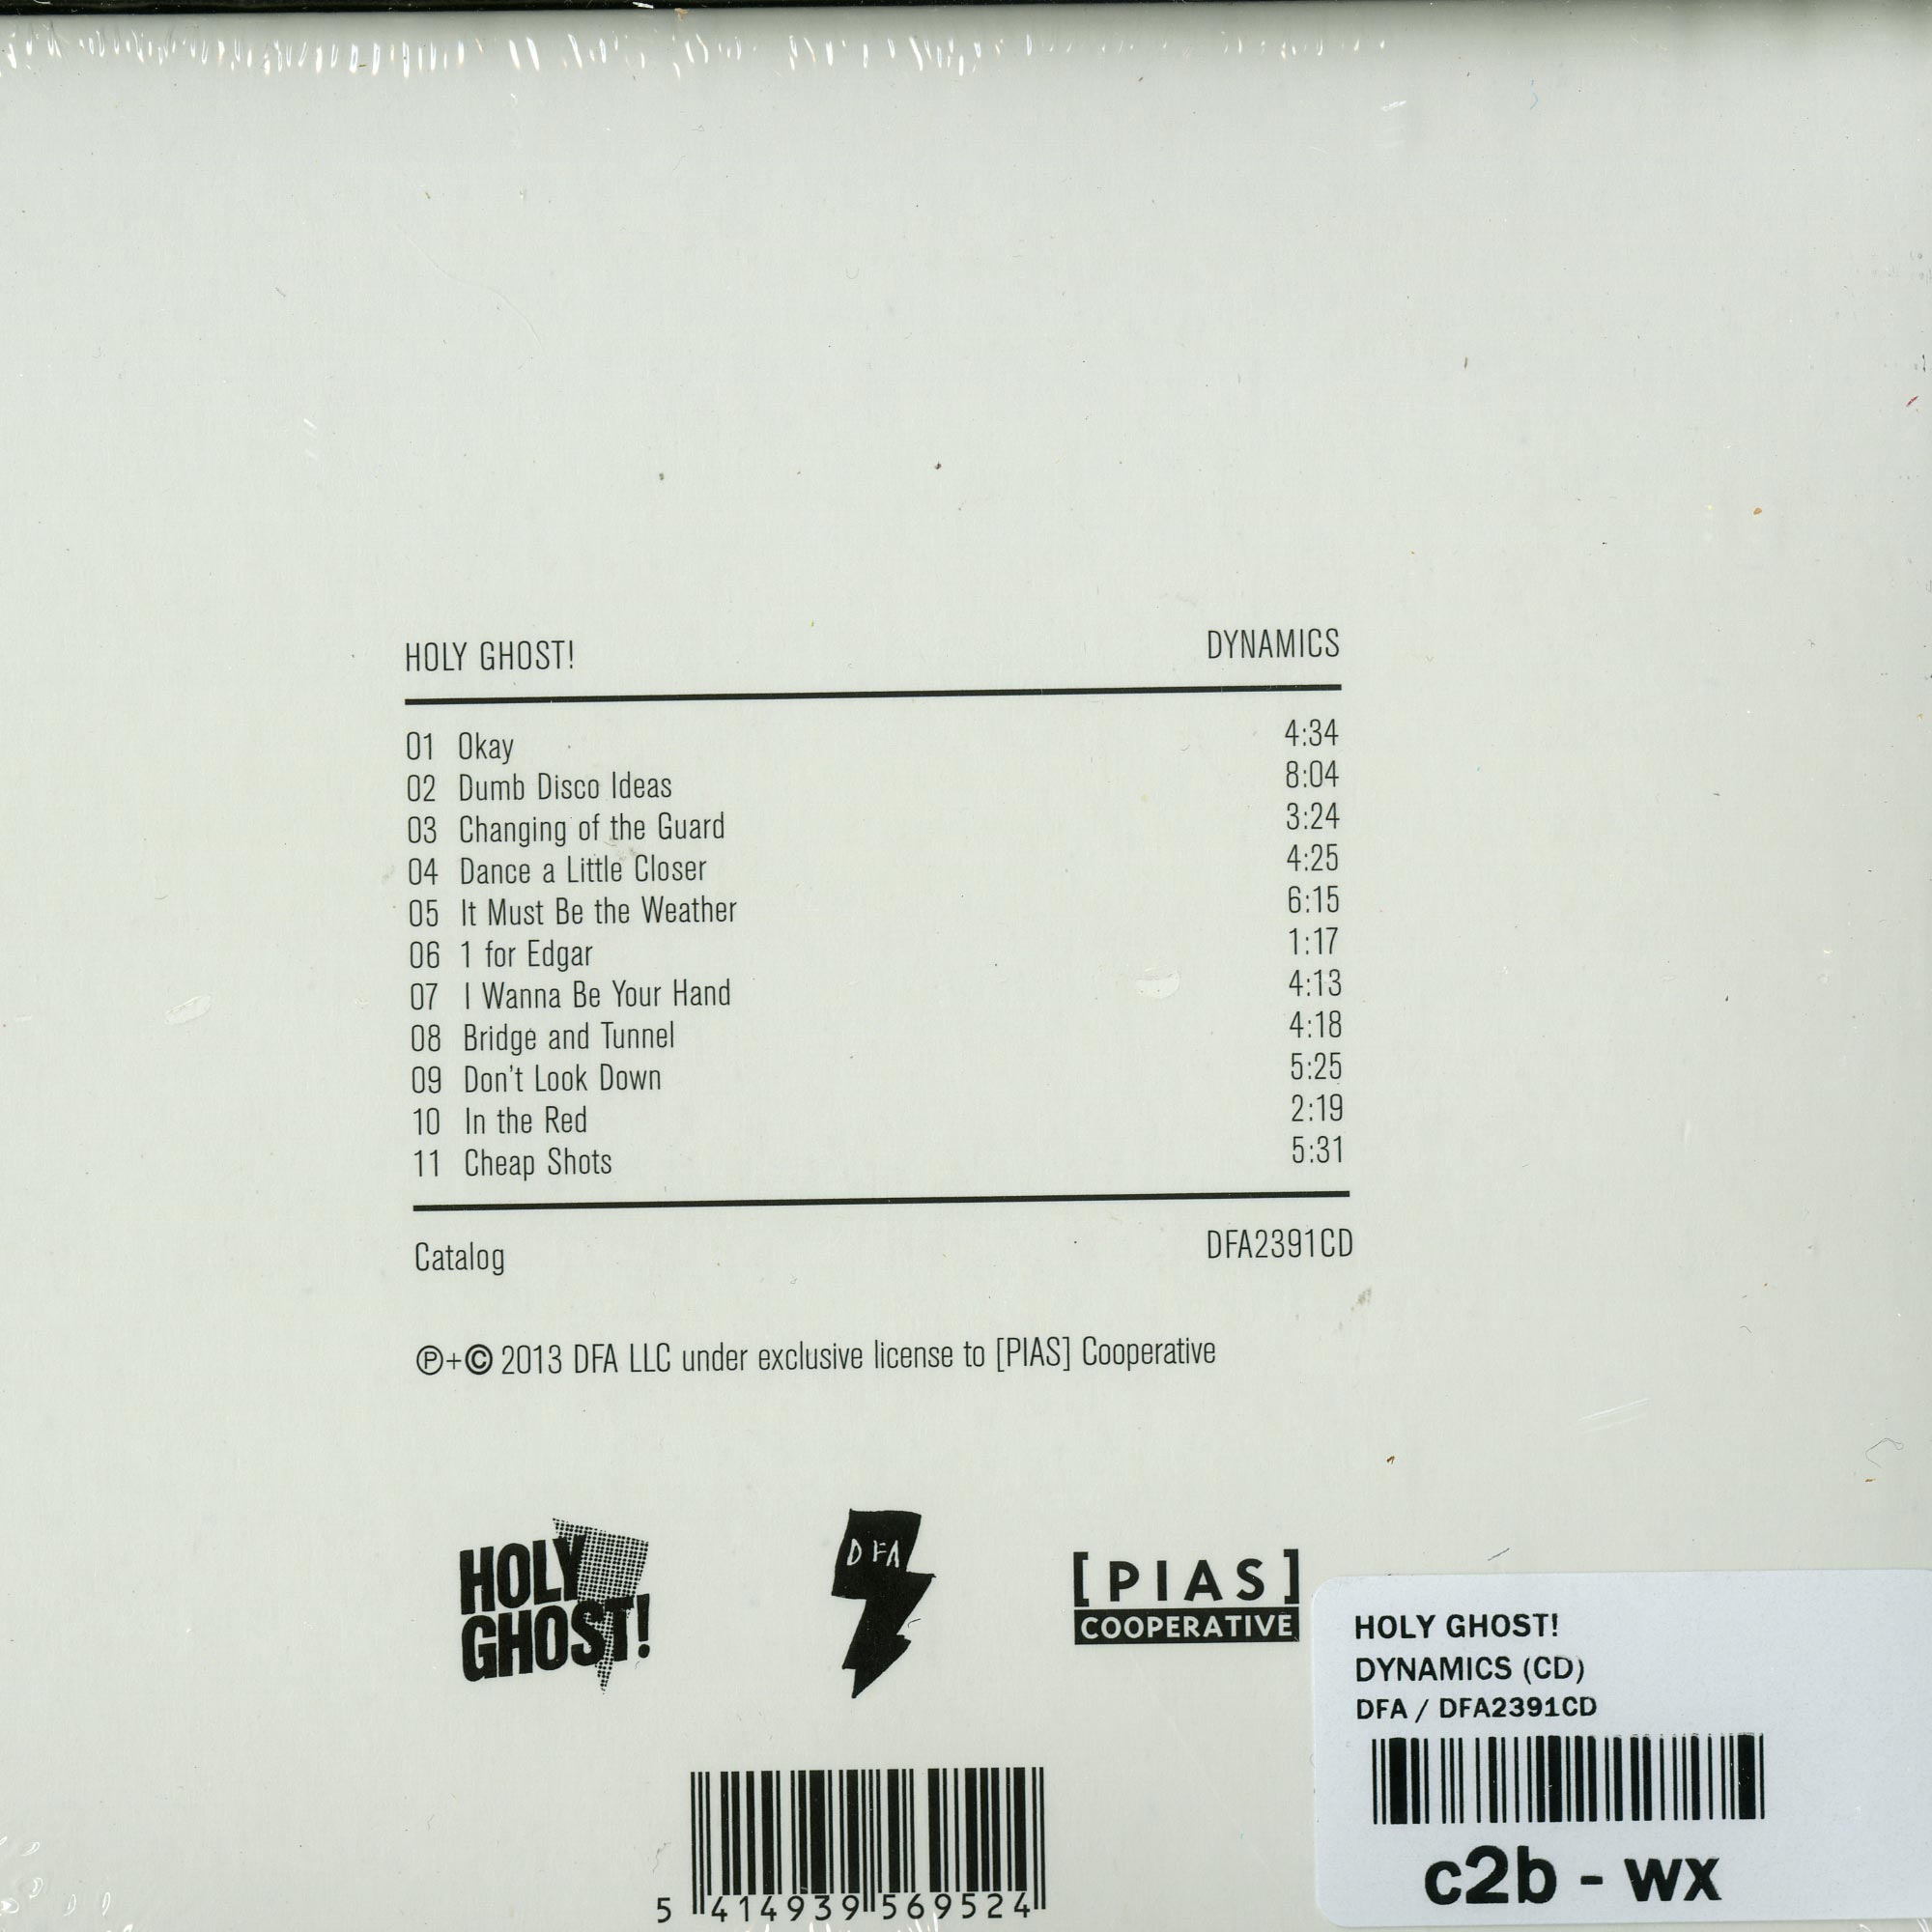 HOLY GHOST! DYNAMICS
01 Okay 4:34
02 Dumb Disco Ideas 8:04
03 Changing of the Guard 3:24
04 Dance a Little Closer 4:25
05 It Must Be the Weather 6:15
06 1 for Edgar 1:17
07 I Wanna Be Your Hand 4:13
08 Bridge and Tunnel 4:18
09 Don't Look Down 5:25
10 In the Red 2:19
11 Cheap Shots 5:31
Catalog DFA2391CD
℗+© 2013 DFA LLC under exclusive license to [PIAS] Cooperative
HOLY
GHOST!
DFA
[PIAS]
COOPERATIVE
HOLY GHOST!
DYNAMICS (CD)
DFA / DFA2391CD
c2b - wx
5 414939 569524